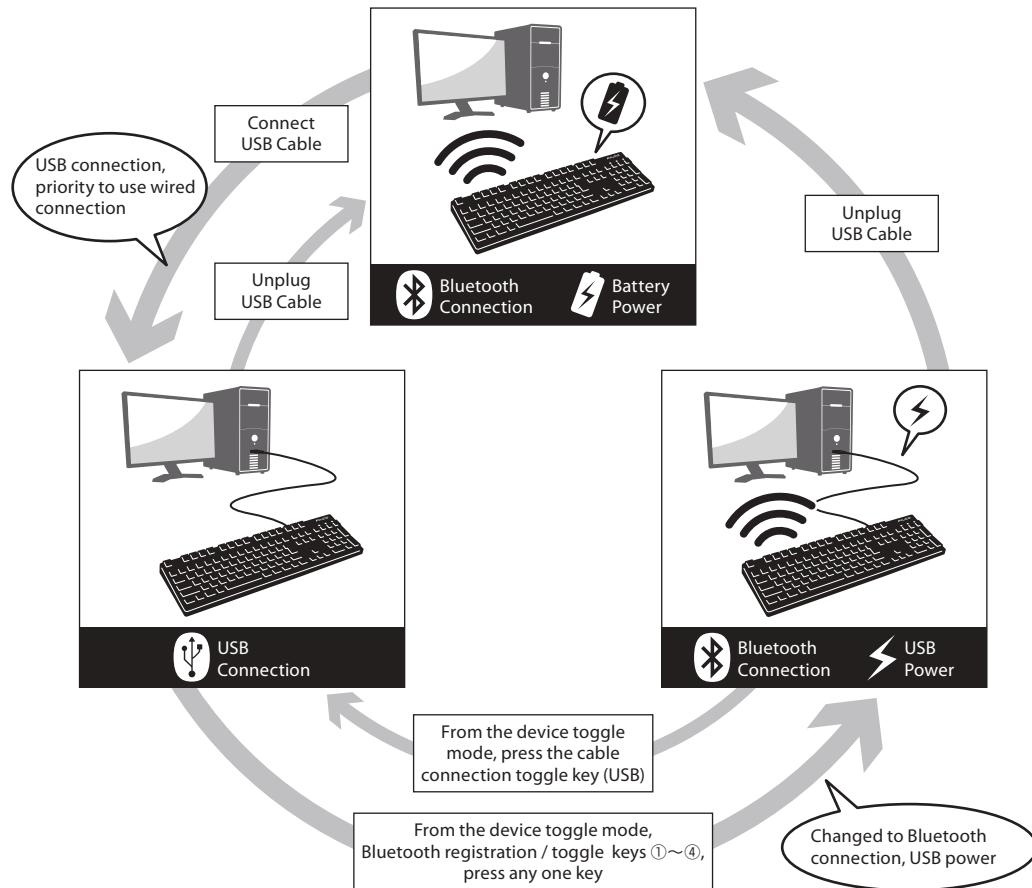 Connect
USB Cable
USB connection,
priority to use wired
connection
Unplug
USB Cable
Unplug
USB Cable
Bluetooth
Connection
Battery
Power
USB
Connection
Bluetooth
Connection
USB
Power
From the device toggle
mode, press the cable
connection toggle key (USB)
From the device toggle mode,
Bluetooth registration / toggle keys ①～④,
press any one key
Changed to Bluetooth
connection, USB power